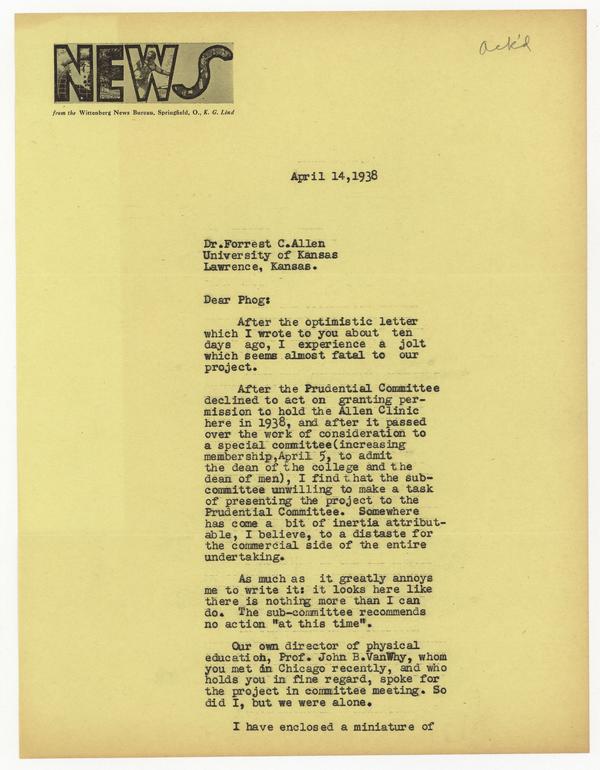 ack'd
NEWS
from the Wittenberg News Bureau, Springfield, O., K. G. Lind
April 14,1938
Dr.Forrest C.Allen
University of Kansas
Lawrence, Kansas.
Dear Phog:
After the optimistic letter
which I wrote to you about ten
days ago, I experience a jolt
which seems almost fatal to our
project.
After the Prudential Committee
declined to act on granting per-
mission to hold the Allen Clinic
here in 1938, and after it passed
over the work of consideration to
a special committee(increasing
membership,April 5, to admit
the dean of the college and the
dean of men), I find that the sub-
committee unwilling to make a task
of presenting the project to the
Prudential Committee. Somewhere
has come a bit of inertia attribut-
able, I believe, to a distaste for
the commercial side of the entire
undertaking.
As much as it greatly annoys
me to write it: it looks here like
there is nothing more than I can
do. The sub-committee recommends
no action "at this time".
Our own director of physical
education, Prof. John B.VanWhy, whom
you met in Chicago recently, and who
holds you in fine regard, spoke for
the project in committee meeting. So
did I, but we were alone.
I have enclosed a miniature of